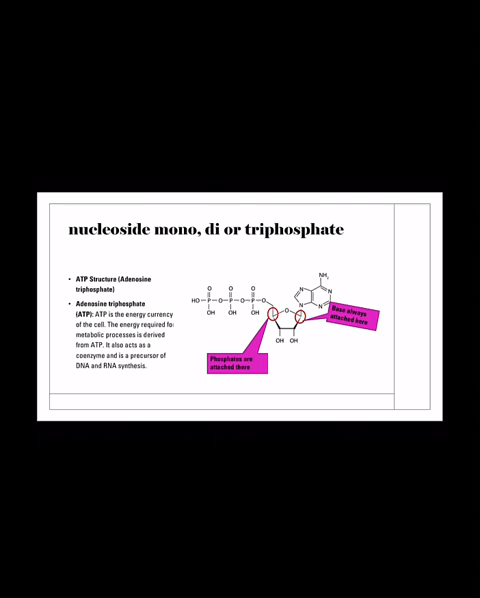 nucleoside mono, di or triphosphate
• ATP Structure (Adenosine
triphosphate)
• Adenosine triphosphate
(ATP): ATP is the energy currency
of the cell. The energy required for
metabolic processes is derived
from ATP. It also acts as a
coenzyme and is a precursor of
DNA and RNA synthesis.
NH₂
N N
N N
O O O
HO P O P O P O
OH OH OH
O
OH OH
Base always
attached here
Phosphates are
attached there